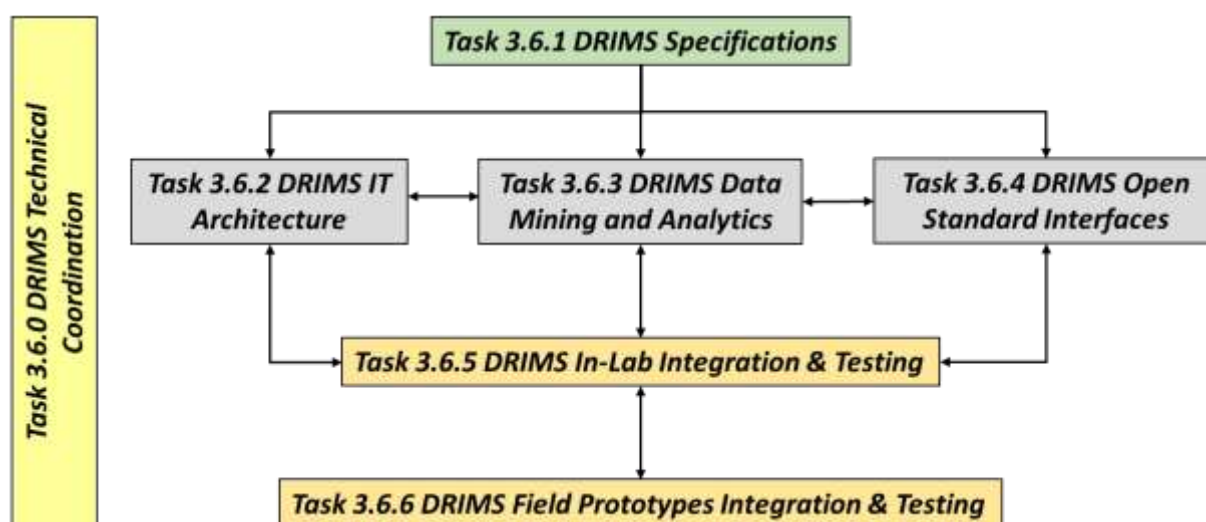 Task 3.6.0 DRIMS Technical
Coordination
Task 3.6.1 DRIMS Specifications
Task 3.6.2 DRIMS IT
Architecture
Task 3.6.3 DRIMS Data
Mining and Analytics
Task 3.6.4 DRIMS Open
Standard Interfaces
Task 3.6.5 DRIMS In-Lab Integration & Testing
Task 3.6.6 DRIMS Field Prototypes Integration & Testing